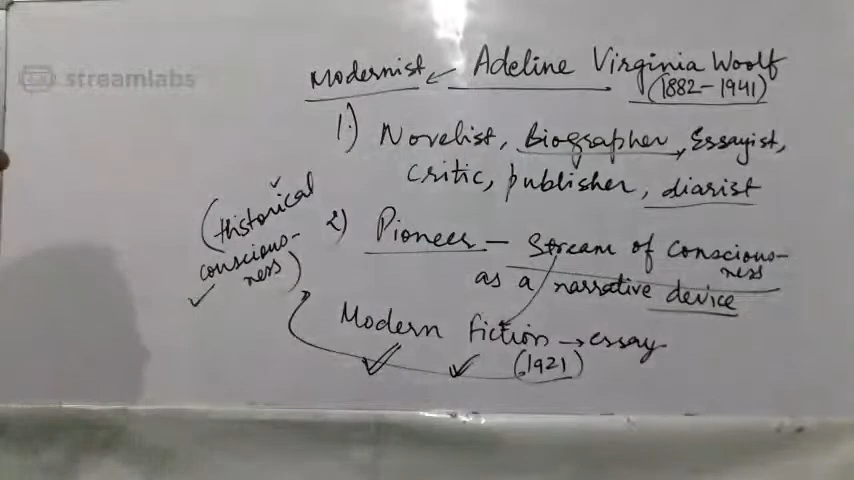 streamlabs
Modernist ← Adeline Virginia Woolf
(1882-1941)
1.) Novelist, Biographer, Essayist,
Critic, publisher, diarist
2) Pioneer - Stream of conscious-
ness
as a narrative device
(Historical
conscious-
ness)
Modern Fiction → essay
(1921)